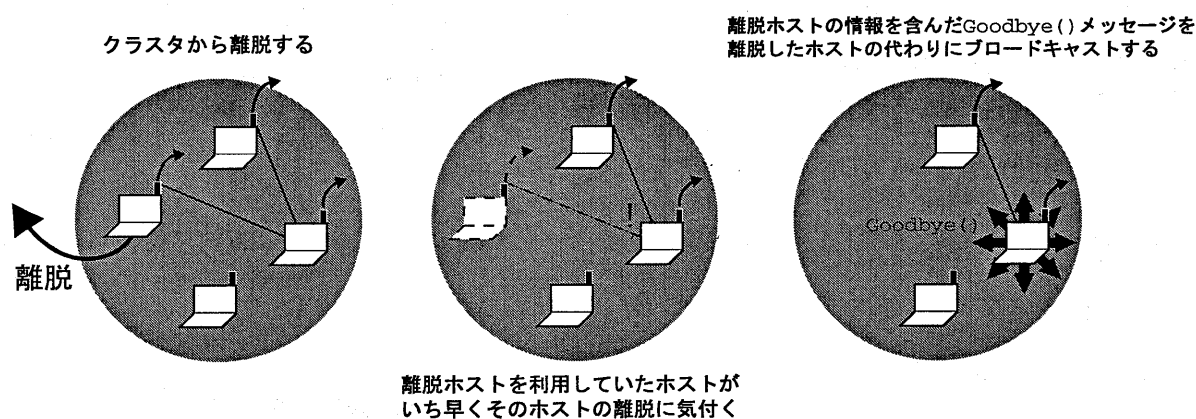 クラスタから離脱する
離脱
離脱ホストを利用していたホストが
いち早くそのホストの離脱に気付く
!
離脱ホストの情報を含んだGoodbye()メッセージを
離脱したホストの代わりにブロードキャストする
Goodbye()